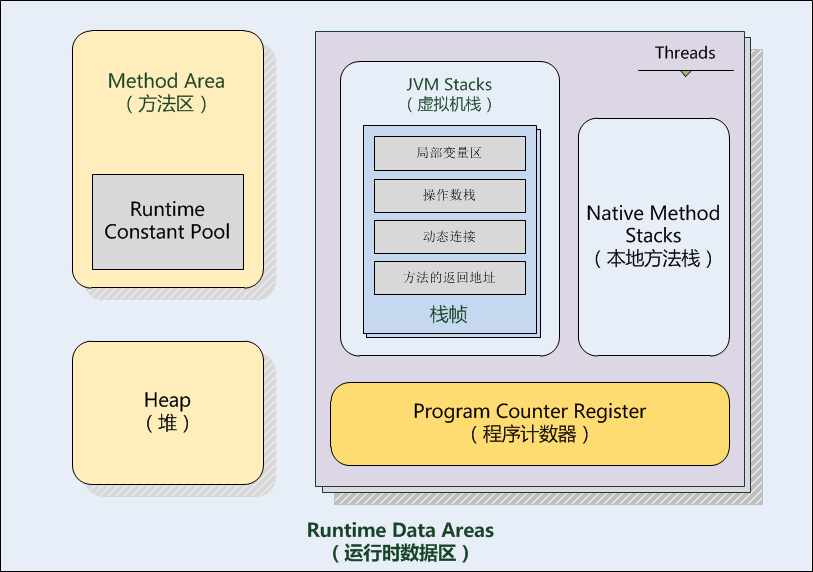 Method Area
（方法区）
Runtime
Constant Pool
Heap
（堆）
Threads
JVM Stacks
（虚拟机栈）
局部变量区
操作数栈
动态连接
方法的返回地址
栈帧
Native Method
Stacks
（本地方法栈）
Program Counter Register
（程序计数器）
Runtime Data Areas
（运行时数据区）